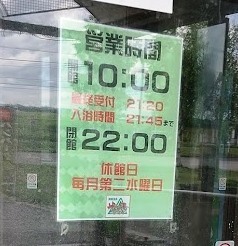 営業時間
開館 10:00
最終受付 21:20
入浴時間 21:45まで
閉館 22:00
休館日
毎月第二水曜日